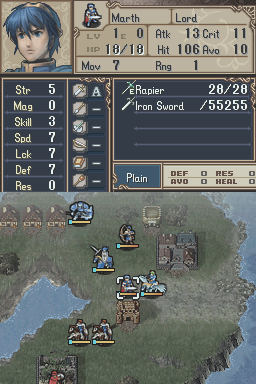 Marth Lord
LV 1 E 0 Atk 13 Crit 11
HP 18/18 Hit 106 Avo 10
Mov 7 Rng 1
Str 5
Mag 0
Skill 3
Spd 7
Lck 7
Def 7
Res 0
A
—
—
—
—
—
Rapier 28/28
Iron Sword /55255
Plain
DEF 0 RES 0
AVO 0 HEAL 0